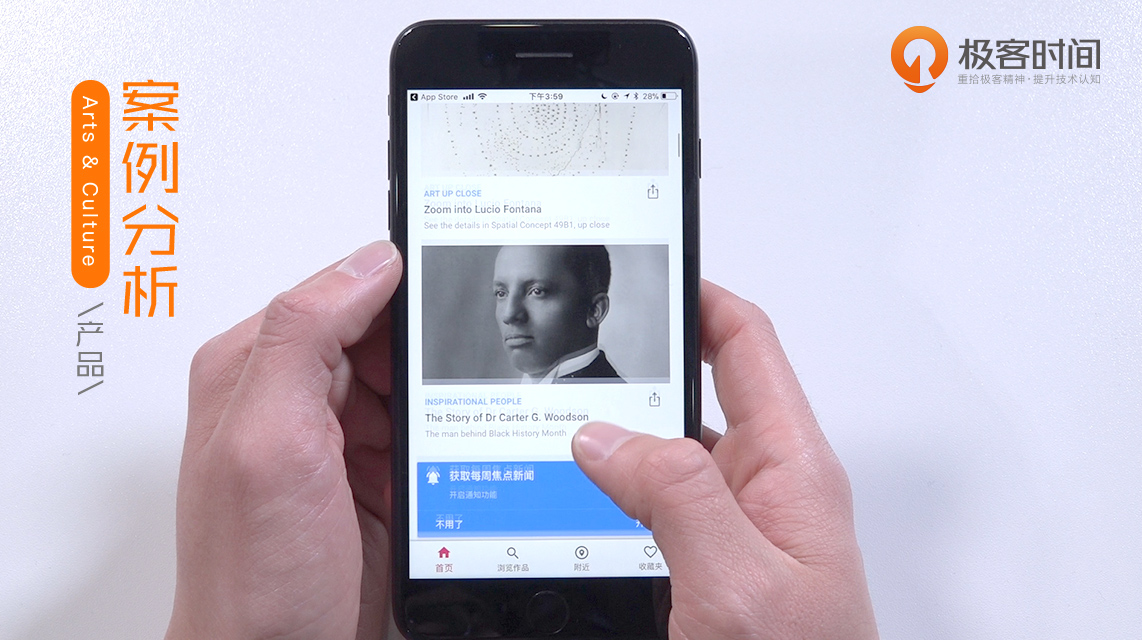 案例分析
Arts & Culture
\产品\
极客时间
重拾极客精神·提升技术认知
App Store
下午3:59
28%
ART UP CLOSE
Zoom into Lucio Fontana
See the details in Spatial Concept 49B1, up close
INSPIRATIONAL PEOPLE
The Story of Dr Carter G. Woodson
The man behind Black History Month
获取每周焦点新闻
开启通知功能
不用了
首页
浏览作品
附近
收藏夹